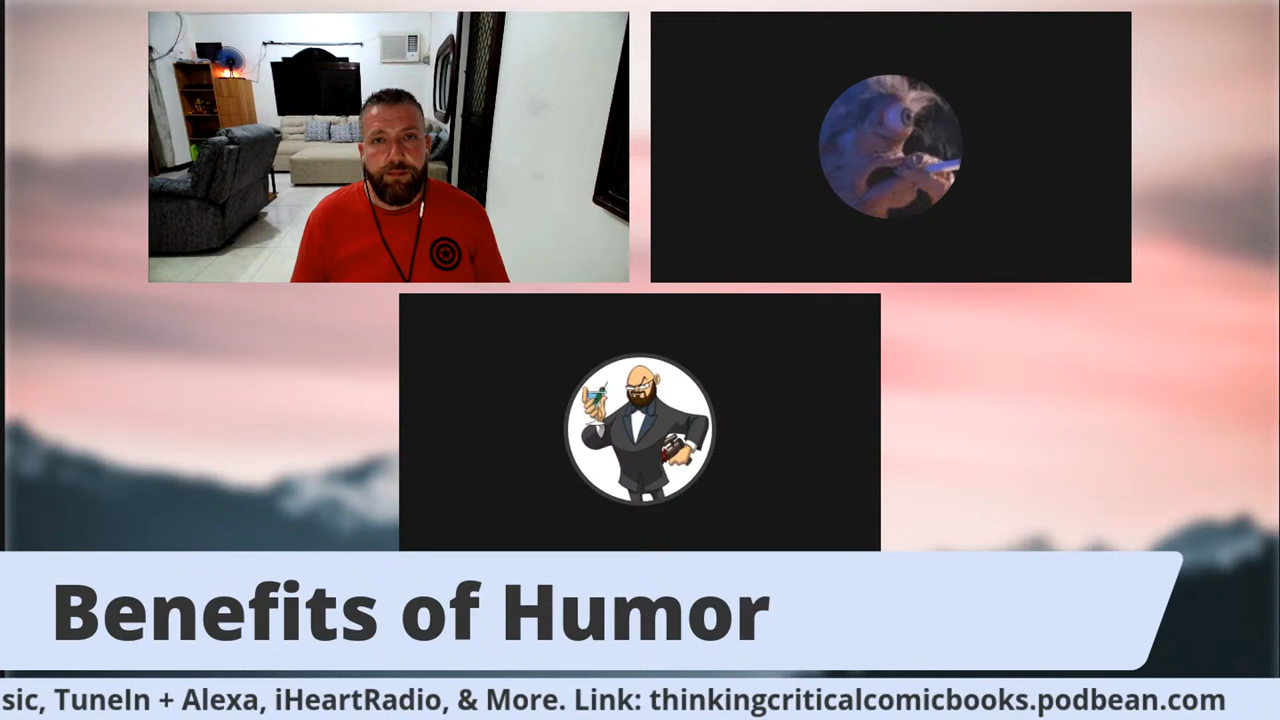 Benefits of Humor
sic, TuneIn + Alexa, iHeartRadio, & More. Link: thinkingcriticalcomicbooks.podbean.com